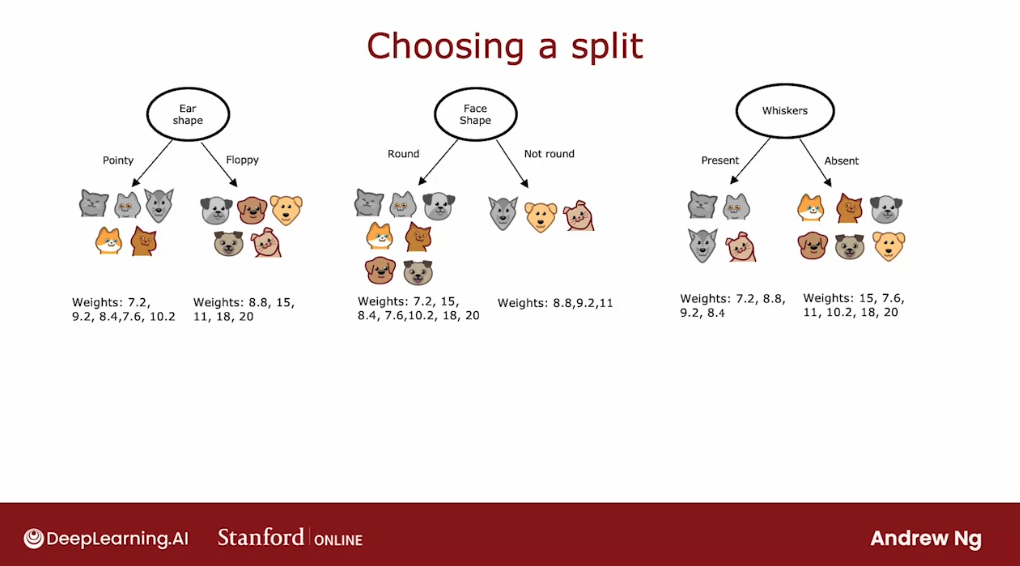 Choosing a split
Ear
shape
Pointy
Floppy
Weights: 7.2,
9.2, 8.4,7.6, 10.2
Weights: 8.8, 15,
11, 18, 20
Face
Shape
Round
Not round
Weights: 7.2, 15,
8.4, 7.6,10.2, 18, 20
Weights: 8.8,9.2,11
Whiskers
Present
Absent
Weights: 7.2, 8.8,
9.2, 8.4
Weights: 15, 7.6,
11, 10.2, 18, 20
DeepLearning.AI
Stanford | ONLINE
Andrew Ng